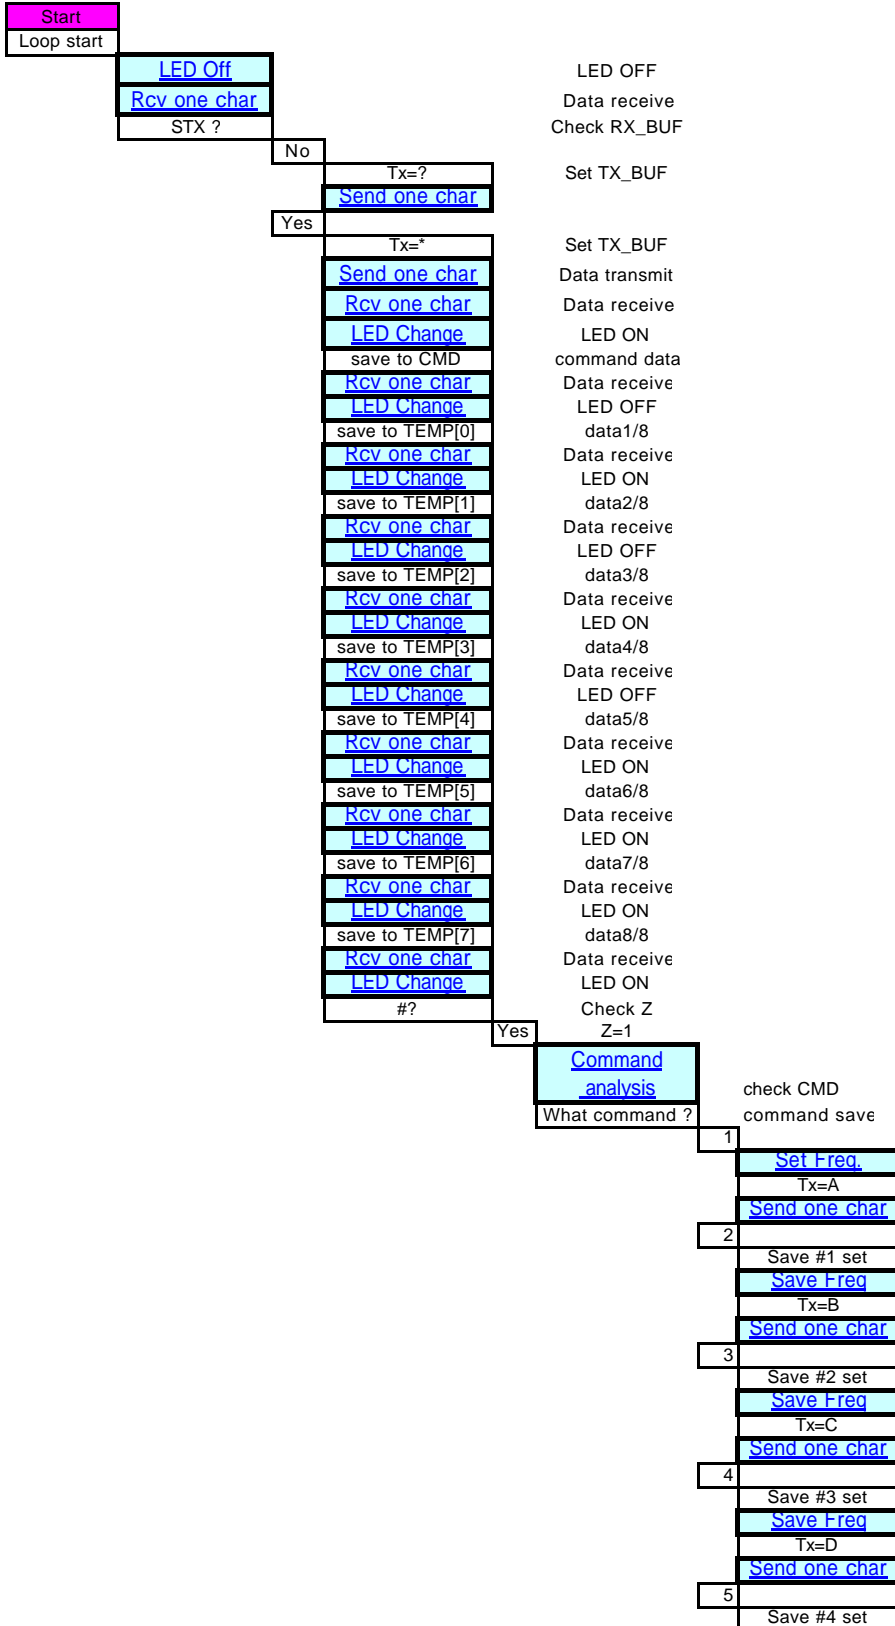 Start
Loop start
LED Off LED OFF
Rcv one char Data receive
STX ? Check RX_BUF
No
Tx=? Set TX_BUF
Send one char
Yes
Tx=* Set TX_BUF
Send one char Data transmit
Rcv one char Data receive
LED Change LED ON
save to CMD command data
Rcv one char Data receive
LED Change LED OFF
save to TEMP[0] data1/8
Rcv one char Data receive
LED Change LED ON
save to TEMP[1] data2/8
Rcv one char Data receive
LED Change LED OFF
save to TEMP[2] data3/8
Rcv one char Data receive
LED Change LED ON
save to TEMP[3] data4/8
Rcv one char Data receive
LED Change LED OFF
save to TEMP[4] data5/8
Rcv one char Data receive
LED Change LED ON
save to TEMP[5] data6/8
Rcv one char Data receive
LED Change LED ON
save to TEMP[6] data7/8
Rcv one char Data receive
LED Change LED ON
save to TEMP[7] data8/8
Rcv one char Data receive
LED Change LED ON
#? Check Z
Yes Z=1
Command
analysis check CMD
What command ? command save
1
Set Freq.
Tx=A
Send one char
2
Save #1 set
Save Freq
Tx=B
Send one char
3
Save #2 set
Save Freq
Tx=C
Send one char
4
Save #3 set
Save Freq
Tx=D
Send one char
5
Save #4 set